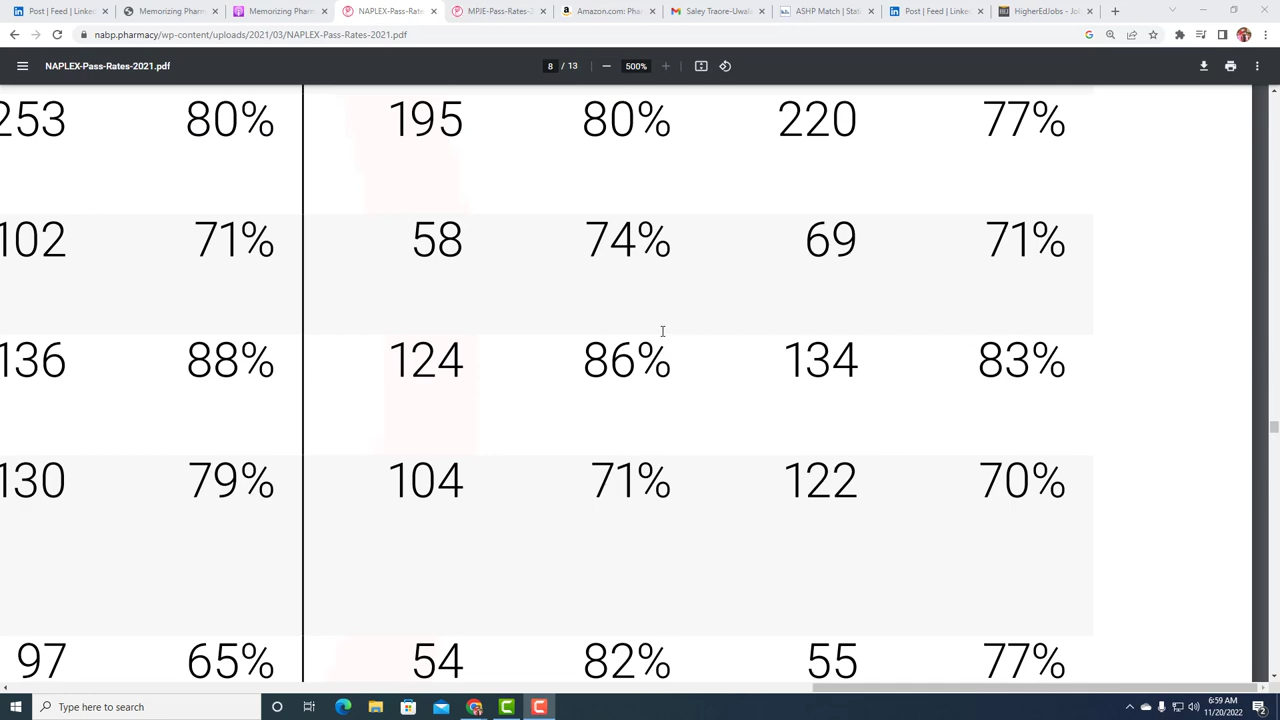 Post | Feed | Linke
Memorizing Pharm
Memorizing Pharm
NAPLEX-Pass-Rate
MPJE-Pass-Rates-2
Amazon.com: Pha
Saley Traore-Uwal
ASHP Match | Stat
Post | Feed | Linke
HigherEdJobs - Jo
nabp.pharmacy/wp-content/uploads/2021/03/NAPLEX-Pass-Rates-2021.pdf
NAPLEX-Pass-Rates-2021.pdf
8 / 13
500%
253 80% 195 80% 220 77%
102 71% 58 74% 69 71%
136 88% 124 86% 134 83%
130 79% 104 71% 122 70%
97 65% 54 82% 55 77%
Type here to search
6:59 AM
11/20/2022
2